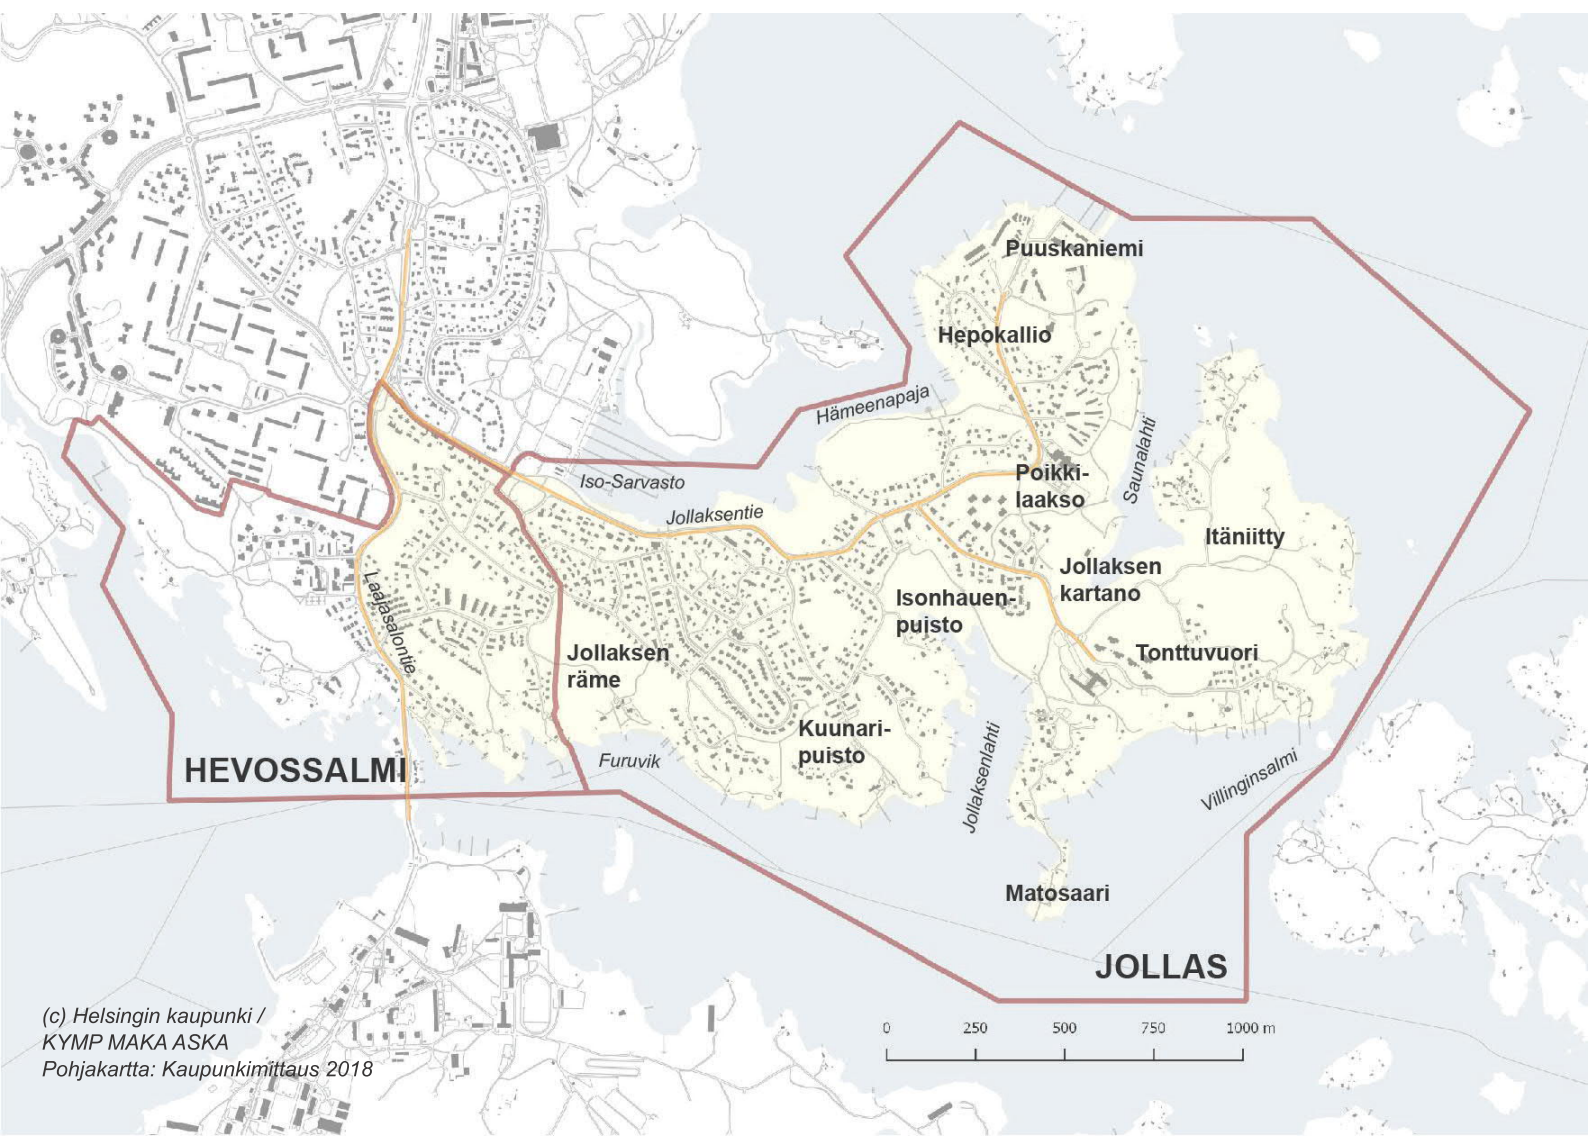 Puuskaniemi
Hepokallio
Hämeenapaja
Saunalahti
Poikki-
laakso
Iso-Sarvasto
Jollaksentie
Itäniitty
Jollaksen
kartano
Isonhauen-
puisto
Laajasalontie
Jollaksen
räme
Tonttuvuori
Kuunari-
puisto
Furuvik
HEVOSSALMI
Jollaksenlahti
Villinginsalmi
Matosaari
JOLLAS
(c) Helsingin kaupunki /
KYMP MAKA ASKA
Pohjakartta: Kaupunkimittaus 2018
0 250 500 750 1000 m